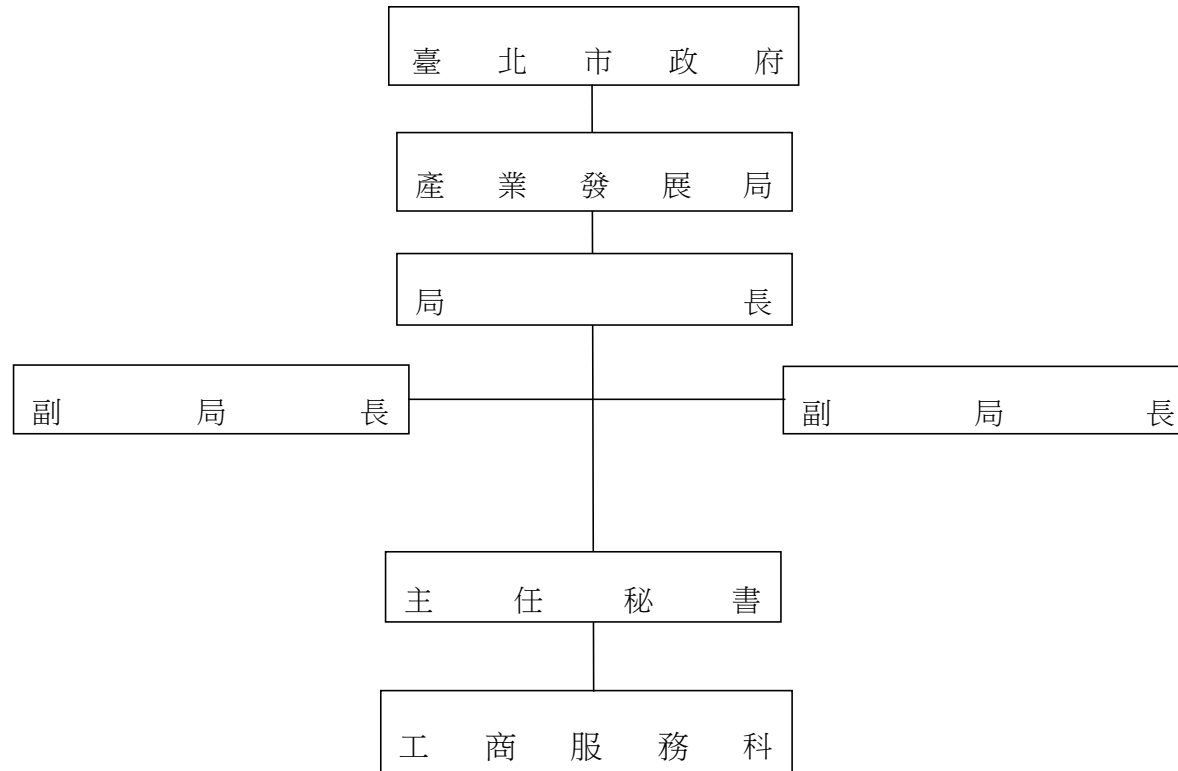 臺北市政府
產業發展局
局長
副局長
副局長
主任秘書
工商服務科